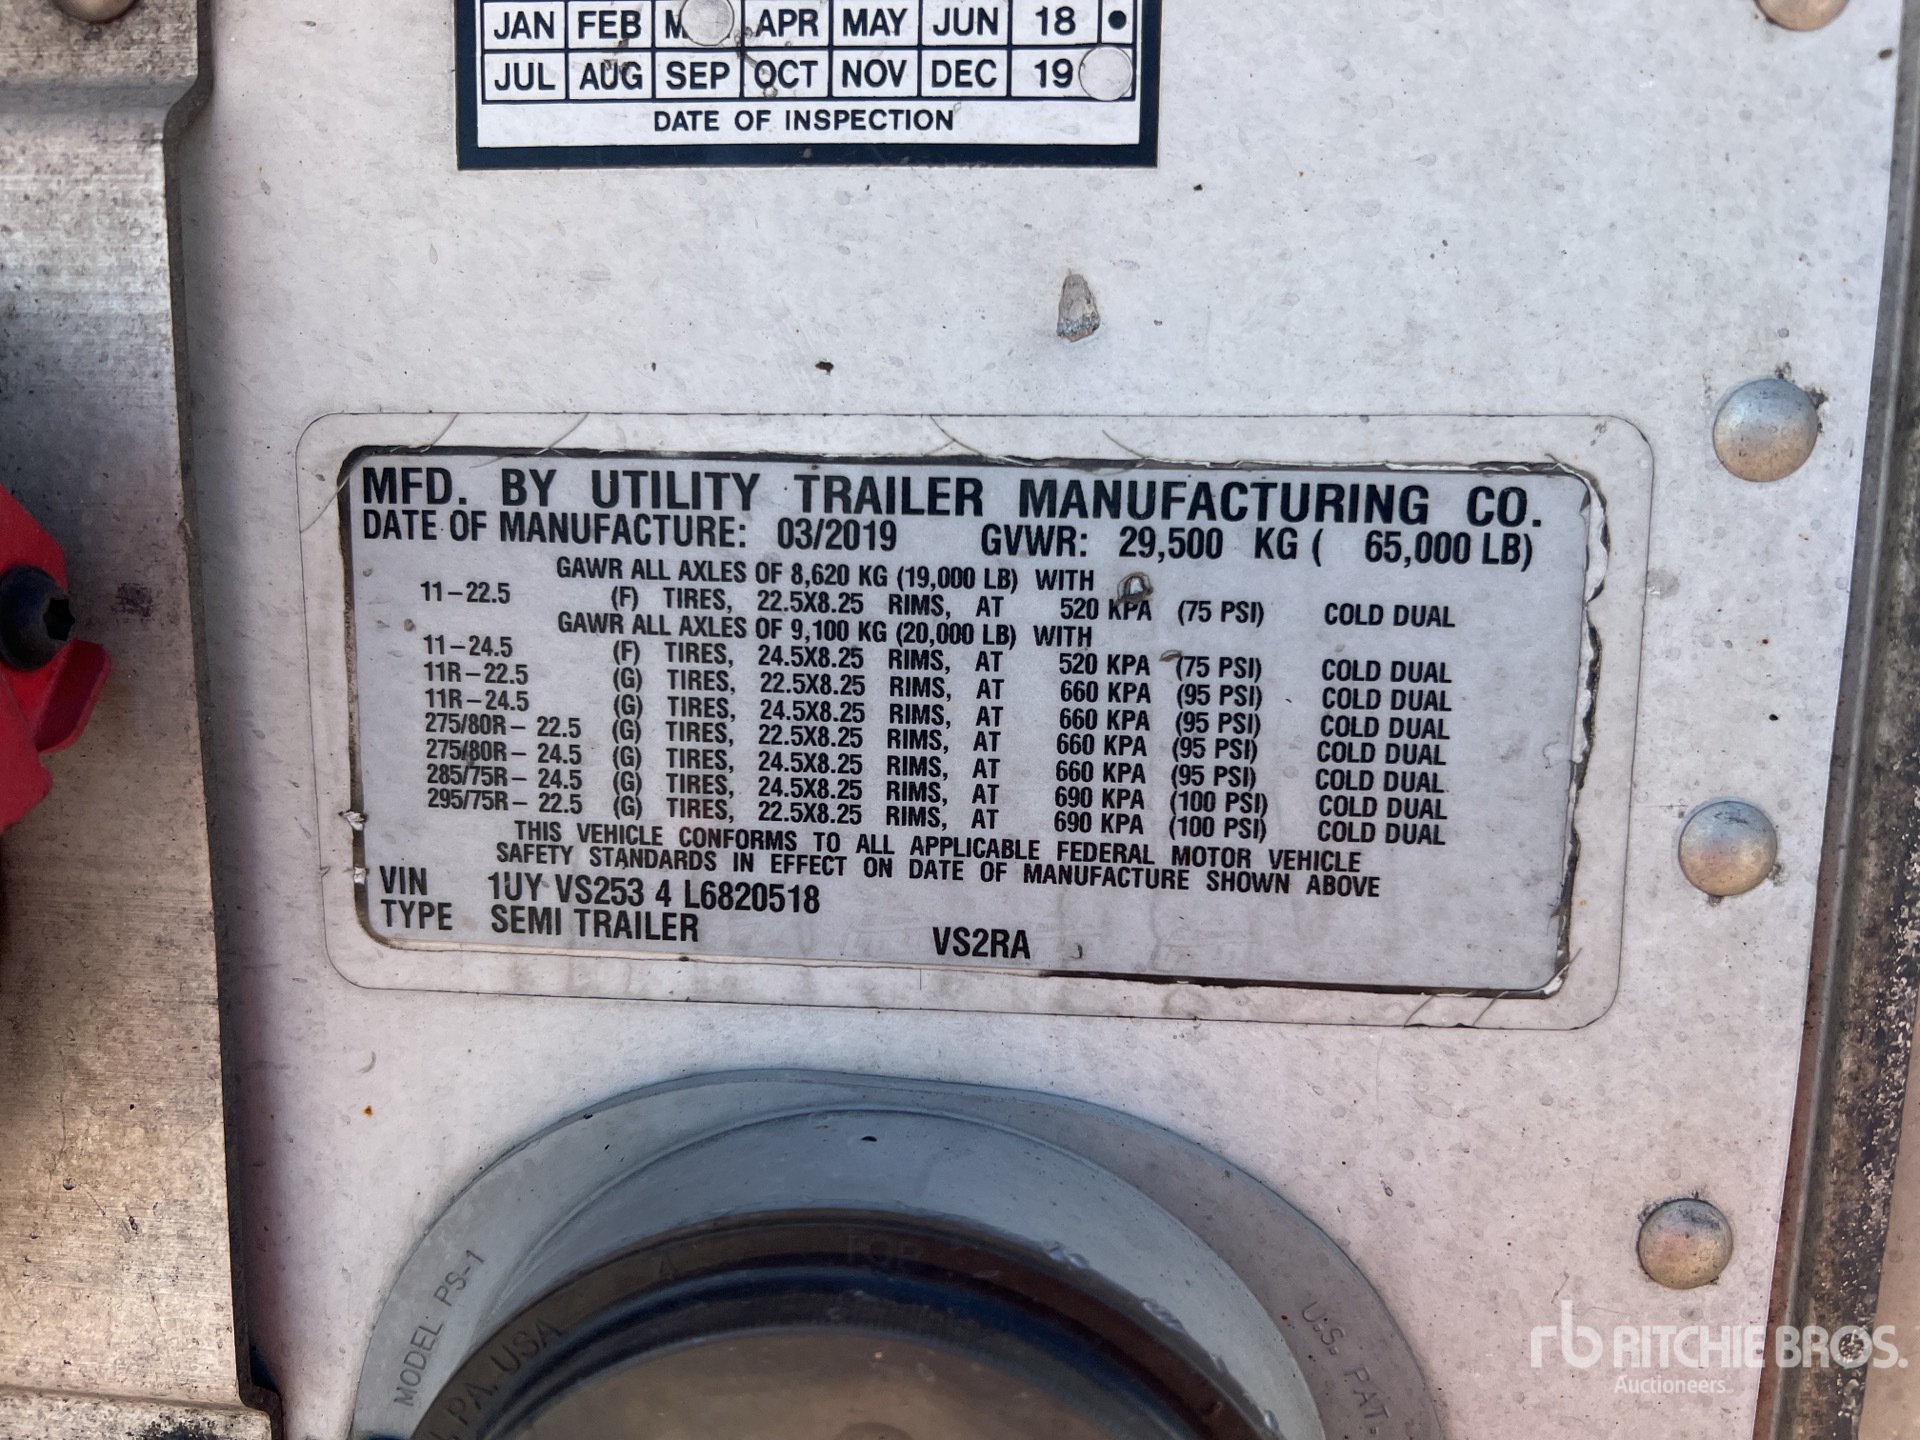 JAN FEB APR MAY JUN 18
JUL AUG SEP OCT NOV DEC 19
DATE OF INSPECTION
MFD. BY UTILITY TRAILER MANUFACTURING CO.
DATE OF MANUFACTURE: 03/2019 GVWR: 29,500 KG ( 65,000 LB)
GAWR ALL AXLES OF 8,620 KG (19,000 LB) WITH
11-22.5 (F) TIRES, 22.5X8.25 RIMS, AT 520 KPA (75 PSI) COLD DUAL
GAWR ALL AXLES OF 9,100 KG (20,000 LB) WITH
11-24.5 (F) TIRES, 24.5X8.25 RIMS, AT 520 KPA (75 PSI) COLD DUAL
11R-22.5 (G) TIRES, 22.5X8.25 RIMS, AT 660 KPA (95 PSI) COLD DUAL
11R-24.5 (G) TIRES, 24.5X8.25 RIMS, AT 660 KPA (95 PSI) COLD DUAL
275/80R-22.5 (G) TIRES, 22.5X8.25 RIMS, AT 660 KPA (95 PSI) COLD DUAL
275/80R-24.5 (G) TIRES, 24.5X8.25 RIMS, AT 660 KPA (95 PSI) COLD DUAL
285/75R-24.5 (G) TIRES, 24.5X8.25 RIMS, AT 690 KPA (100 PSI) COLD DUAL
295/75R-22.5 (G) TIRES, 22.5X8.25 RIMS, AT 690 KPA (100 PSI) COLD DUAL
THIS VEHICLE CONFORMS TO ALL APPLICABLE FEDERAL MOTOR VEHICLE
SAFETY STANDARDS IN EFFECT ON DATE OF MANUFACTURE SHOWN ABOVE
VIN 1UY VS253 4 L6820518
TYPE SEMI TRAILER VS2RA
TOP
MODEL PS-1
PA. USA
U.S. PAT.
rb RITCHIE BROS.
Auctioneers